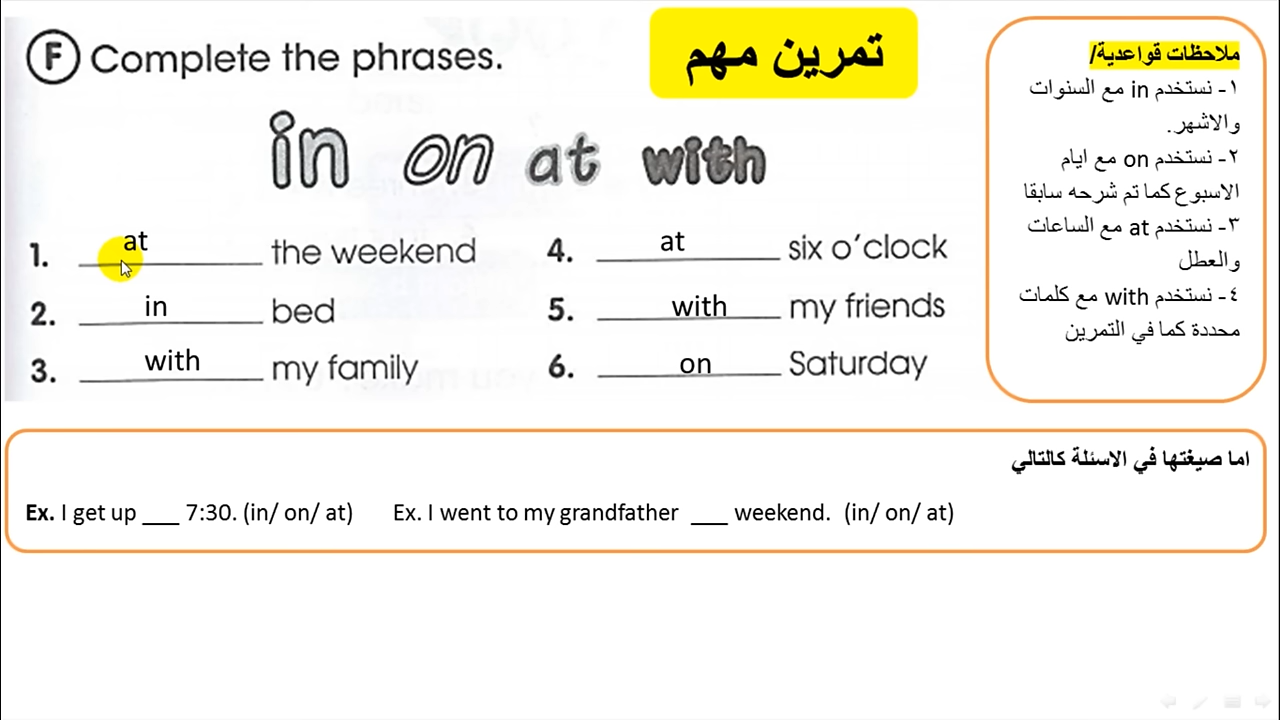 F Complete the phrases.
تمرين مهم
in on at with
1. at the weekend
2. in bed
3. with my family
4. at six o'clock
5. with my friends
6. on Saturday
ملاحظات قواعدية/
١- نستخدم in مع السنوات
والاشهر.
٢- نستخدم on مع ايام
الاسبوع كما تم شرحه سابقا
٣- نستخدم at مع الساعات
والعطل
٤- نستخدم with مع كلمات
محددة كما في التمرين
اما صيغتها في الاسئلة كالتالي
Ex. I get up ___ 7:30. (in/ on/ at) Ex. I went to my grandfather ___ weekend. (in/ on/ at)